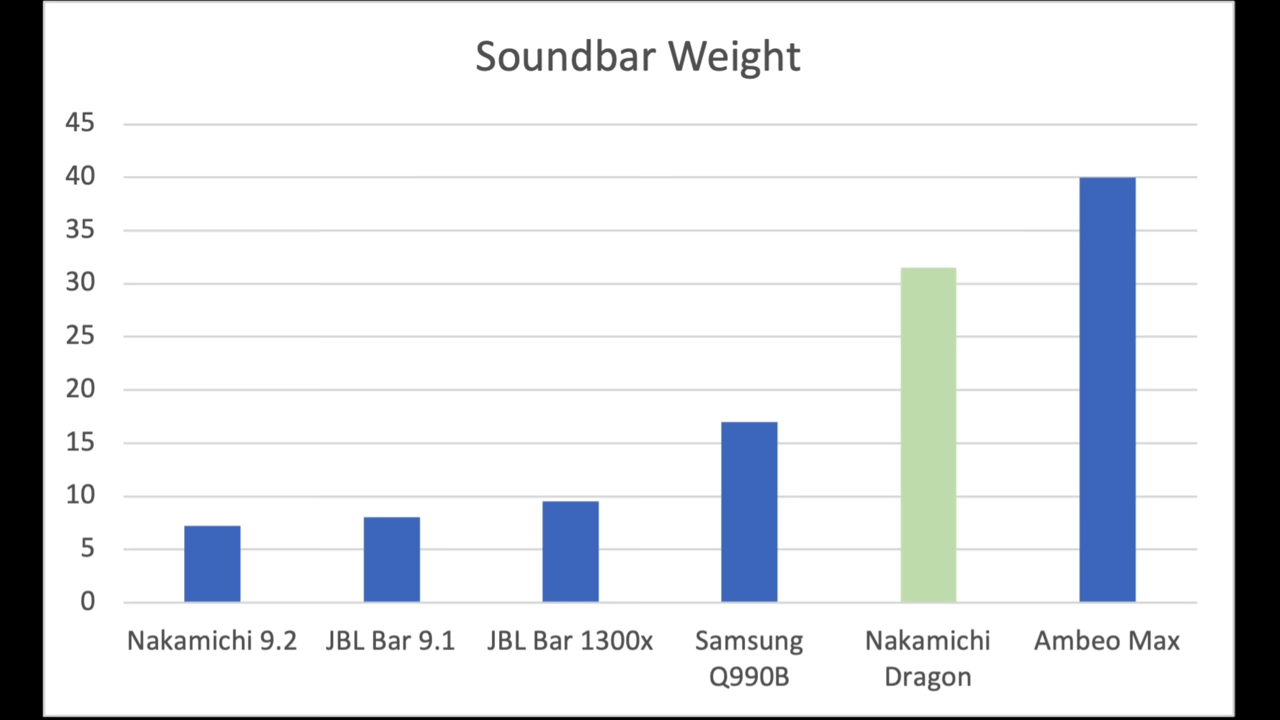 Soundbar Weight
45
40
35
30
25
20
15
10
5
0
Nakamichi 9.2
JBL Bar 9.1
JBL Bar 1300x
Samsung
Q990B
Nakamichi
Dragon
Ambeo Max